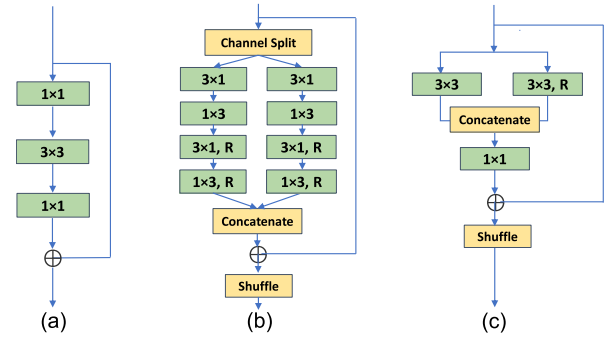 1×1
3×3
1×1
(a)
Channel Split
3×1 3×1
1×3 1×3
3×1, R 3×1, R
1×3, R 1×3, R
Concatenate
Shuffle
(b)
3×3 3×3, R
Concatenate
1×1
Shuffle
(c)